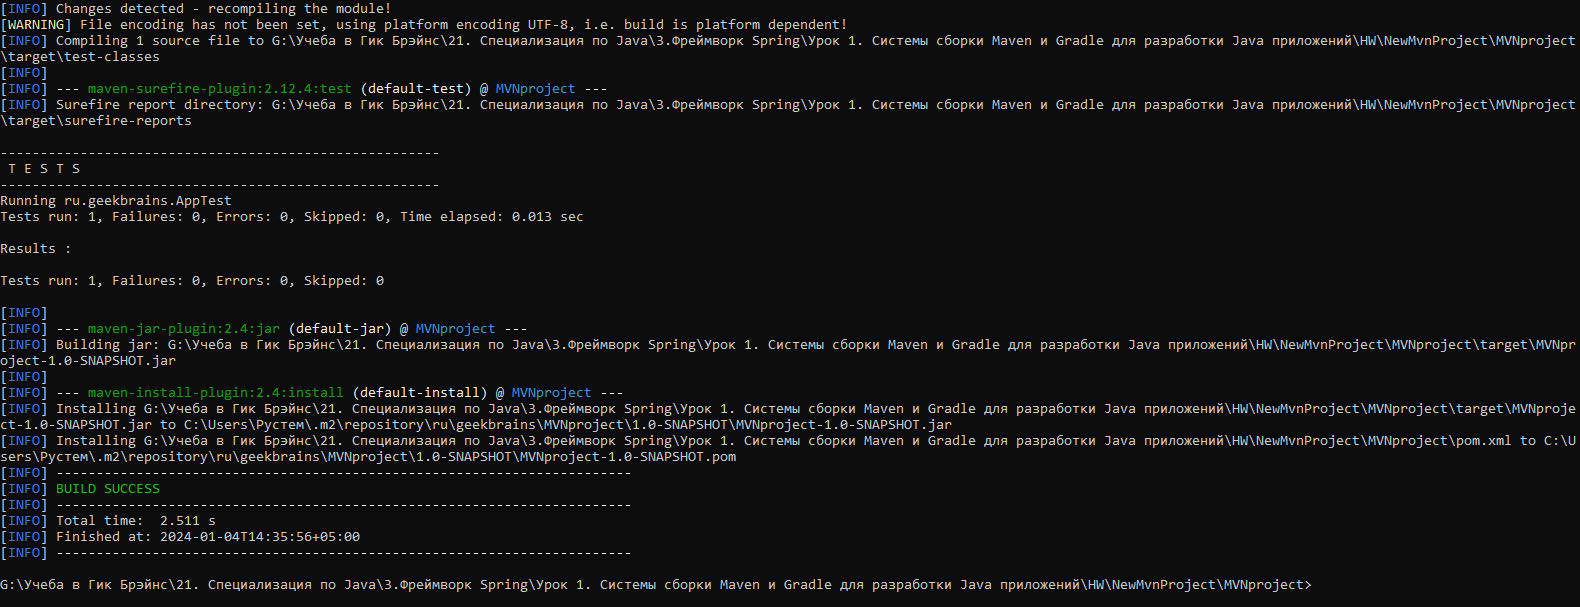 [INFO] Changes detected - recompiling the module!
[WARNING] File encoding has not been set, using platform encoding UTF-8, i.e. build is platform dependent!
[INFO] Compiling 1 source file to G:\Учеба в Гик Брэйнс\21. Специализация по Java\3.Фреймворк Spring\Урок 1. Системы сборки Maven и Gradle для разработки Java приложений\HW\NewMvnProject\MVNproject
\target\test-classes
[INFO]
[INFO] --- maven-surefire-plugin:2.12.4:test (default-test) @ MVNproject ---
[INFO] Surefire report directory: G:\Учеба в Гик Брэйнс\21. Специализация по Java\3.Фреймворк Spring\Урок 1. Системы сборки Maven и Gradle для разработки Java приложений\HW\NewMvnProject\MVNproject
\target\surefire-reports
-------------------------------------------------------
T E S T S
-------------------------------------------------------
Running ru.geekbrains.AppTest
Tests run: 1, Failures: 0, Errors: 0, Skipped: 0, Time elapsed: 0.013 sec
Results :
Tests run: 1, Failures: 0, Errors: 0, Skipped: 0
[INFO]
[INFO] --- maven-jar-plugin:2.4:jar (default-jar) @ MVNproject ---
[INFO] Building jar: G:\Учеба в Гик Брэйнс\21. Специализация по Java\3.Фреймворк Spring\Урок 1. Системы сборки Maven и Gradle для разработки Java приложений\HW\NewMvnProject\MVNproject\target\MVNpr
oject-1.0-SNAPSHOT.jar
[INFO]
[INFO] --- maven-install-plugin:2.4:install (default-install) @ MVNproject ---
[INFO] Installing G:\Учеба в Гик Брэйнс\21. Специализация по Java\3.Фреймворк Spring\Урок 1. Системы сборки Maven и Gradle для разработки Java приложений\HW\NewMvnProject\MVNproject\target\MVNproje
ct-1.0-SNAPSHOT.jar to C:\Users\Рустем\.m2\repository\ru\geekbrains\MVNproject\1.0-SNAPSHOT\MVNproject-1.0-SNAPSHOT.jar
[INFO] Installing G:\Учеба в Гик Брэйнс\21. Специализация по Java\3.Фреймворк Spring\Урок 1. Системы сборки Maven и Gradle для разработки Java приложений\HW\NewMvnProject\MVNproject\pom.xml to C:\U
sers\Рустем\.m2\repository\ru\geekbrains\MVNproject\1.0-SNAPSHOT\MVNproject-1.0-SNAPSHOT.pom
[INFO] ------------------------------------------------------------------------
[INFO] BUILD SUCCESS
[INFO] ------------------------------------------------------------------------
[INFO] Total time:  2.511 s
[INFO] Finished at: 2024-01-04T14:35:56+05:00
[INFO] ------------------------------------------------------------------------
G:\Учеба в Гик Брэйнс\21. Специализация по Java\3.Фреймворк Spring\Урок 1. Системы сборки Maven и Gradle для разработки Java приложений\HW\NewMvnProject\MVNproject>